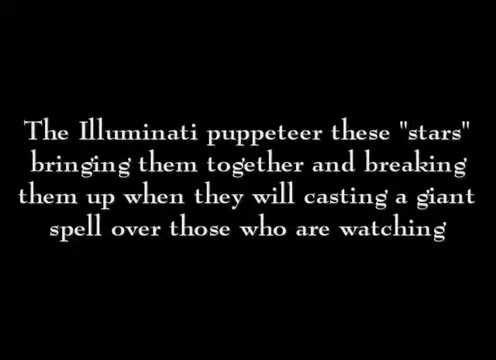 The Illuminati puppeteer these "stars"
bringing them together and breaking
them up when they will casting a giant
spell over those who are watching